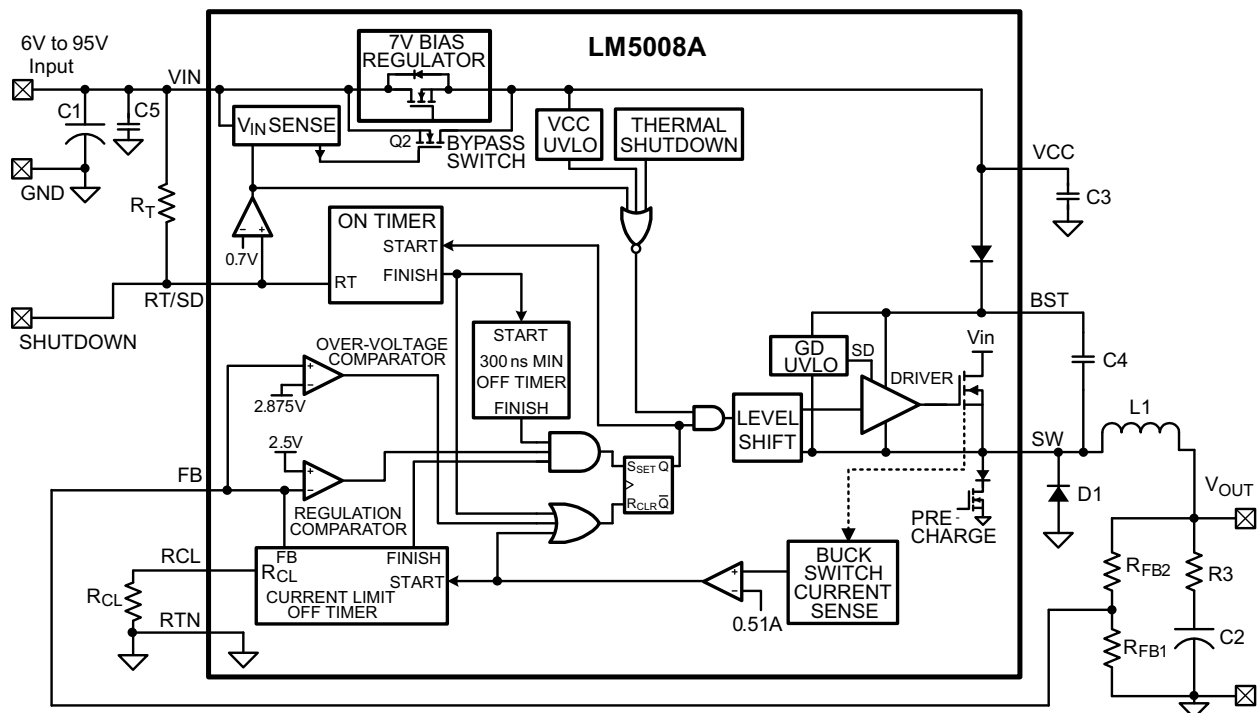 LM5008A
6V to 95V
Input
VIN
C1
C5
GND
RT
7V BIAS
REGULATOR
VIN SENSE
Q2
BYPASS
SWITCH
VCC
UVLO
THERMAL
SHUTDOWN
VCC
C3
0.7V
- +
ON TIMER
START
RT
FINISH
RT/SD
SHUTDOWN
START
300 ns MIN
OFF TIMER
FINISH
OVER-VOLTAGE
COMPARATOR
+
-
2.875V
2.5V
+
-
FB
REGULATION
COMPARATOR
SSET Q
RCLR Q̅
LEVEL
SHIFT
GD
UVLO
SD
DRIVER
Vin
BST
C4
SW
L1
D1
VOUT
PRE-
CHARGE
RCL
FB
RCL
FINISH
START
CURRENT LIMIT
OFF TIMER
RCL
RTN
+
-
0.51A
BUCK
SWITCH
CURRENT
SENSE
RFB2
R3
RFB1
C2